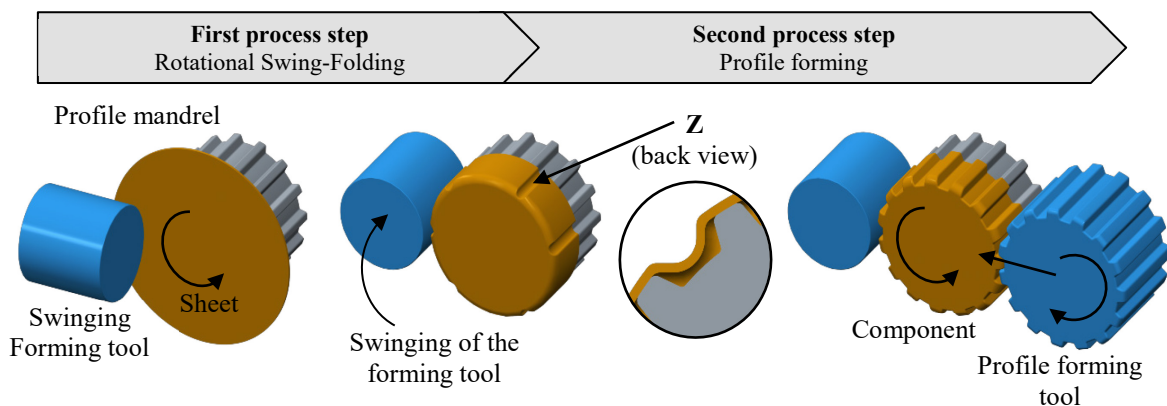 First process step
Rotational Swing-Folding
Second process step
Profile forming
Profile mandrel
Sheet
Swinging
Forming tool
Swinging of the
forming tool
Z
(back view)
Component
Profile forming
tool